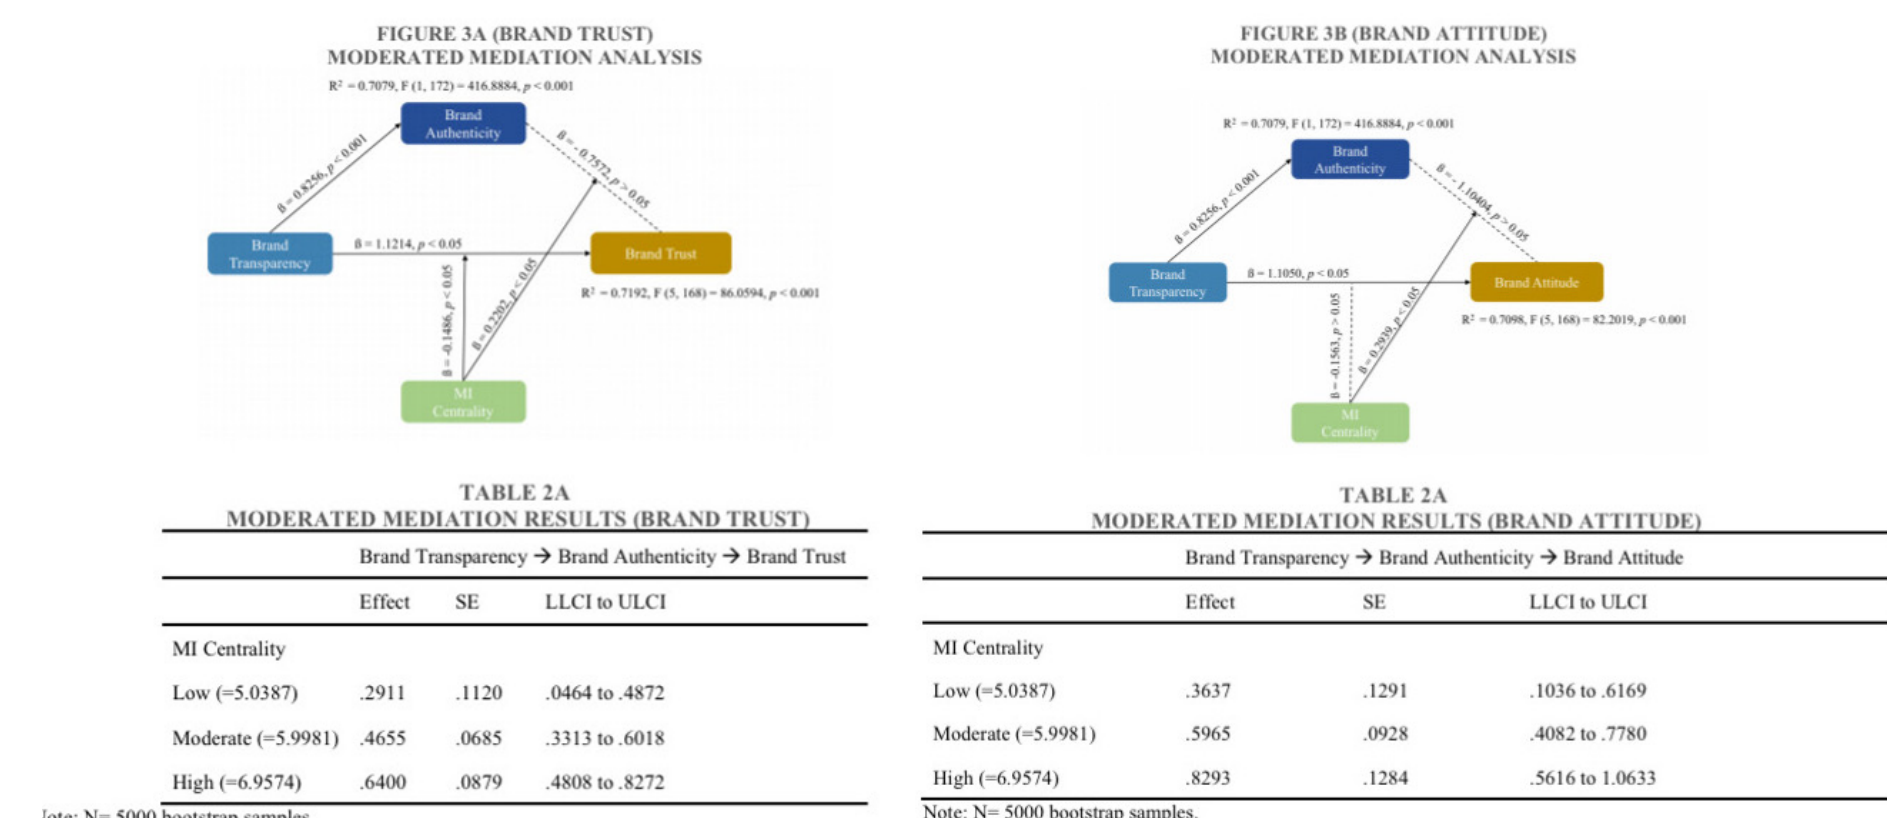 FIGURE 3A (BRAND TRUST)
MODERATED MEDIATION ANALYSIS
R² = 0.7079, F (1, 172) = 416.8884, p < 0.001
Brand
Authenticity
ß = 0.8256, p < 0.001
ß = - 0.7572, p > 0.05
Brand
Transparency
ß = 1.1214, p < 0.05
Brand Trust
R² = 0.7192, F (5, 168) = 86.0594, p < 0.001
ß = -0.1486, p < 0.05
ß = 0.2202, p < 0.05
MI
Centrality
TABLE 2A
MODERATED MEDIATION RESULTS (BRAND TRUST)
Brand Transparency → Brand Authenticity → Brand Trust
Effect SE LLCI to ULCI
MI Centrality
Low (=5.0387) .2911 .1120 .0464 to .4872
Moderate (=5.9981) .4655 .0685 .3313 to .6018
High (=6.9574) .6400 .0879 .4808 to .8272
ote: N= 5000 bootstrap samples
FIGURE 3B (BRAND ATTITUDE)
MODERATED MEDIATION ANALYSIS
R² = 0.7079, F (1, 172) = 416.8884, p < 0.001
Brand
Authenticity
ß = 0.8256, p < 0.001
ß = - 1.10404, p > 0.05
Brand
Transparency
ß = 1.1050, p < 0.05
Brand Attitude
R² = 0.7098, F (5, 168) = 82.2019, p < 0.001
ß = -0.1563, p > 0.05
ß = 0.2939, p < 0.05
MI
Centrality
TABLE 2A
MODERATED MEDIATION RESULTS (BRAND ATTITUDE)
Brand Transparency → Brand Authenticity → Brand Attitude
Effect SE LLCI to ULCI
MI Centrality
Low (=5.0387) .3637 .1291 .1036 to .6169
Moderate (=5.9981) .5965 .0928 .4082 to .7780
High (=6.9574) .8293 .1284 .5616 to 1.0633
Note: N= 5000 bootstrap samples.